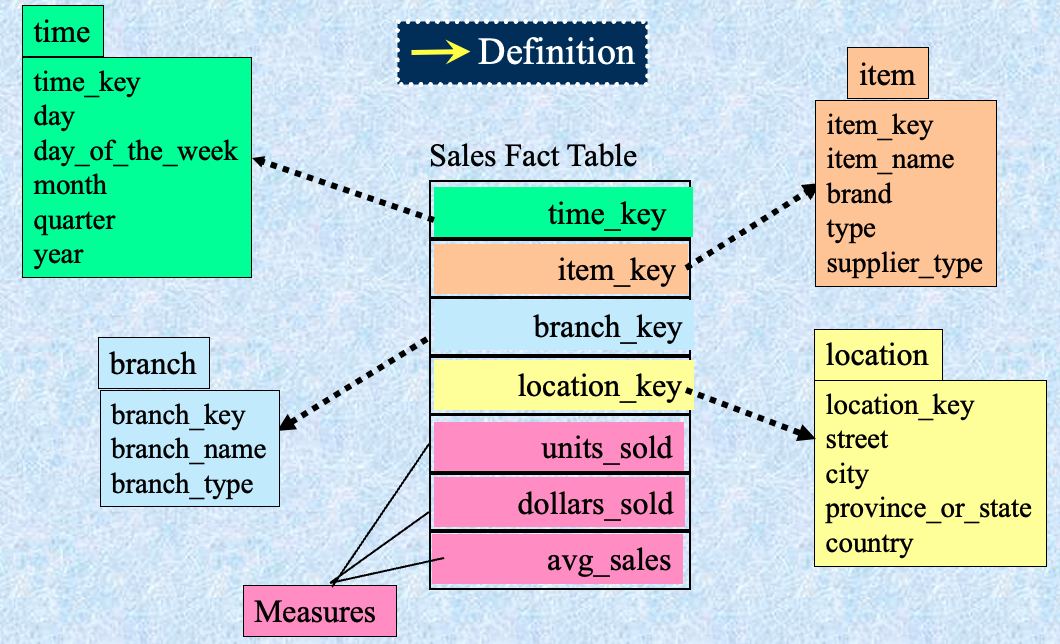 time
time_key
day
day_of_the_week
month
quarter
year
Definition
item
item_key
item_name
brand
type
supplier_type
Sales Fact Table
time_key
item_key
branch_key
location_key
units_sold
dollars_sold
avg_sales
branch
branch_key
branch_name
branch_type
location
location_key
street
city
province_or_state
country
Measures